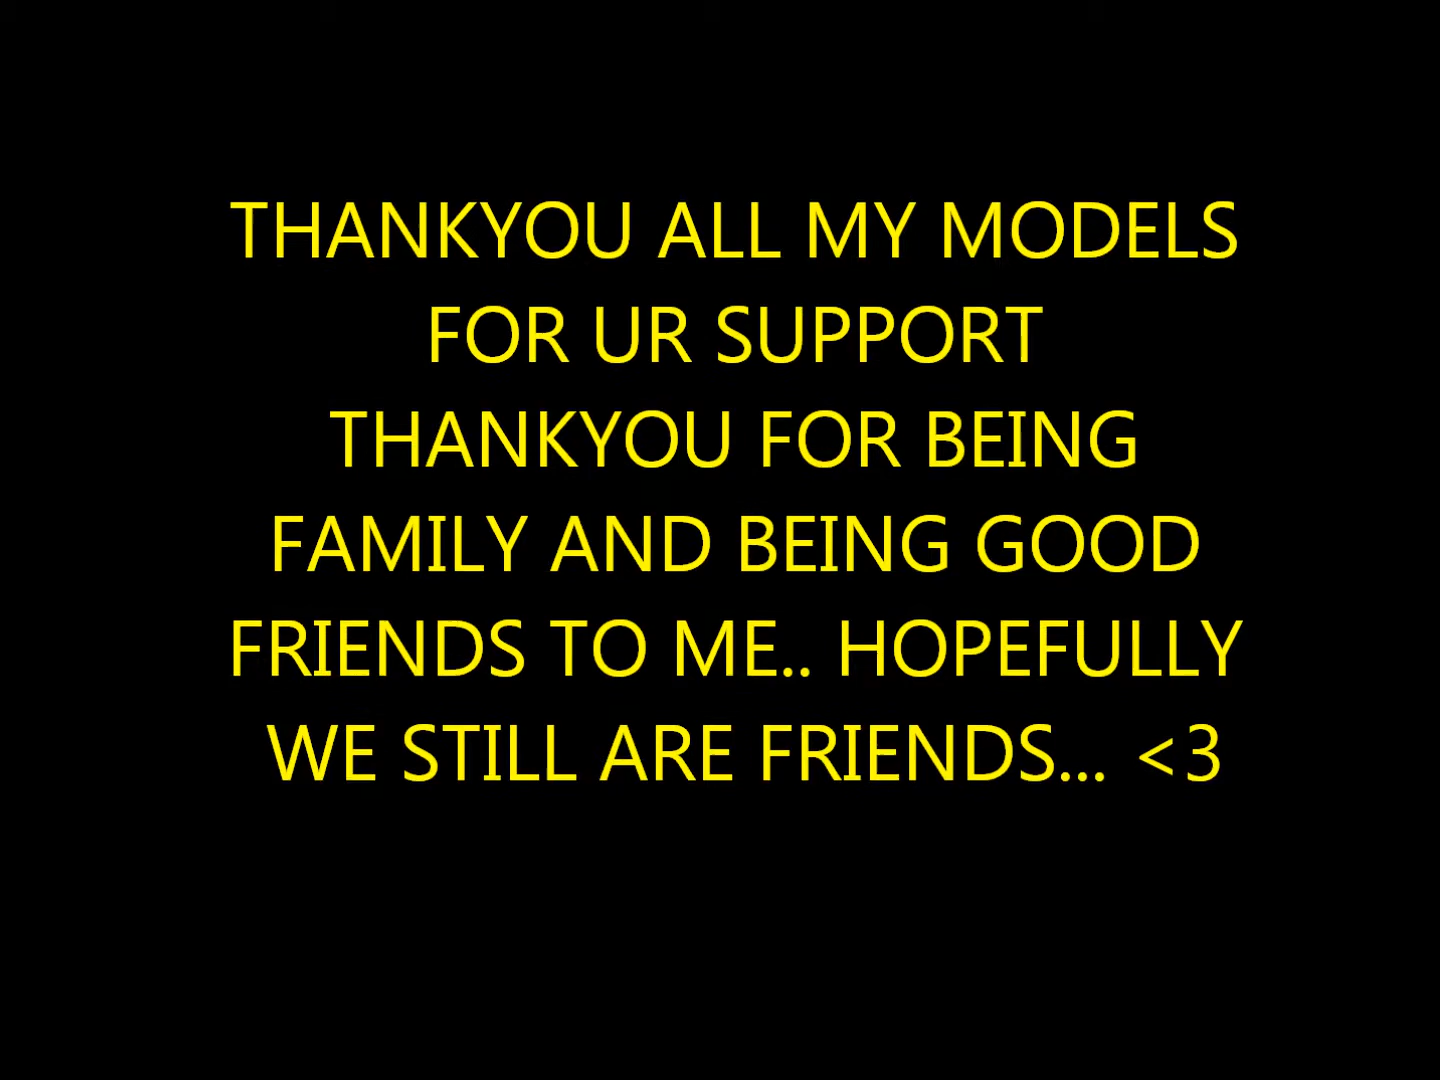 THANKYOU ALL MY MODELS
FOR UR SUPPORT
THANKYOU FOR BEING
FAMILY AND BEING GOOD
FRIENDS TO ME.. HOPEFULLY
WE STILL ARE FRIENDS... <3